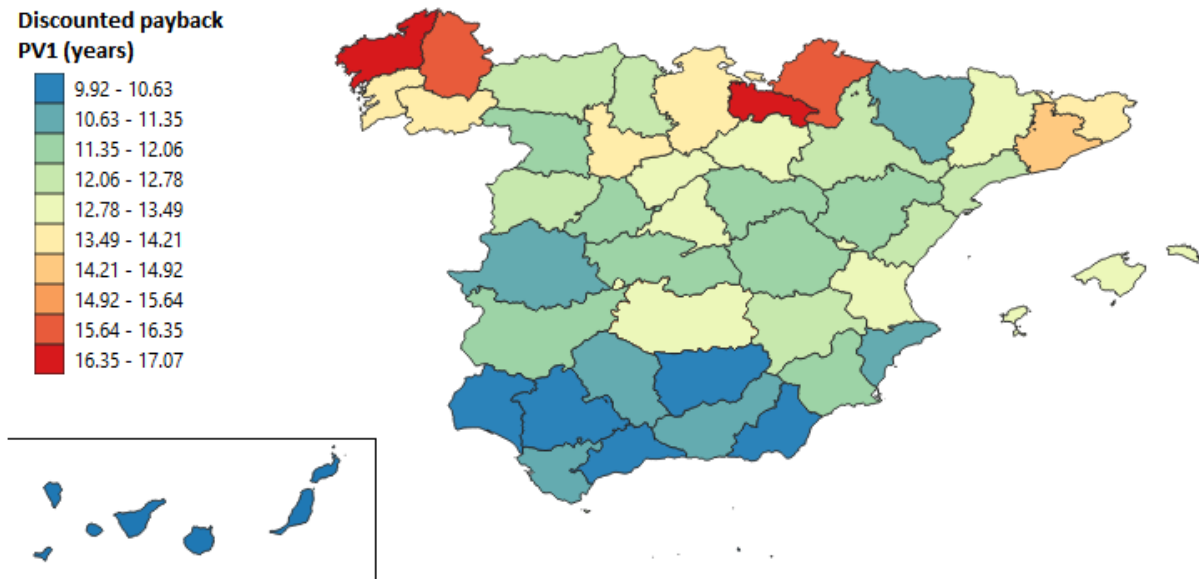 Discounted payback
PV1 (years)
9.92 - 10.63
10.63 - 11.35
11.35 - 12.06
12.06 - 12.78
12.78 - 13.49
13.49 - 14.21
14.21 - 14.92
14.92 - 15.64
15.64 - 16.35
16.35 - 17.07